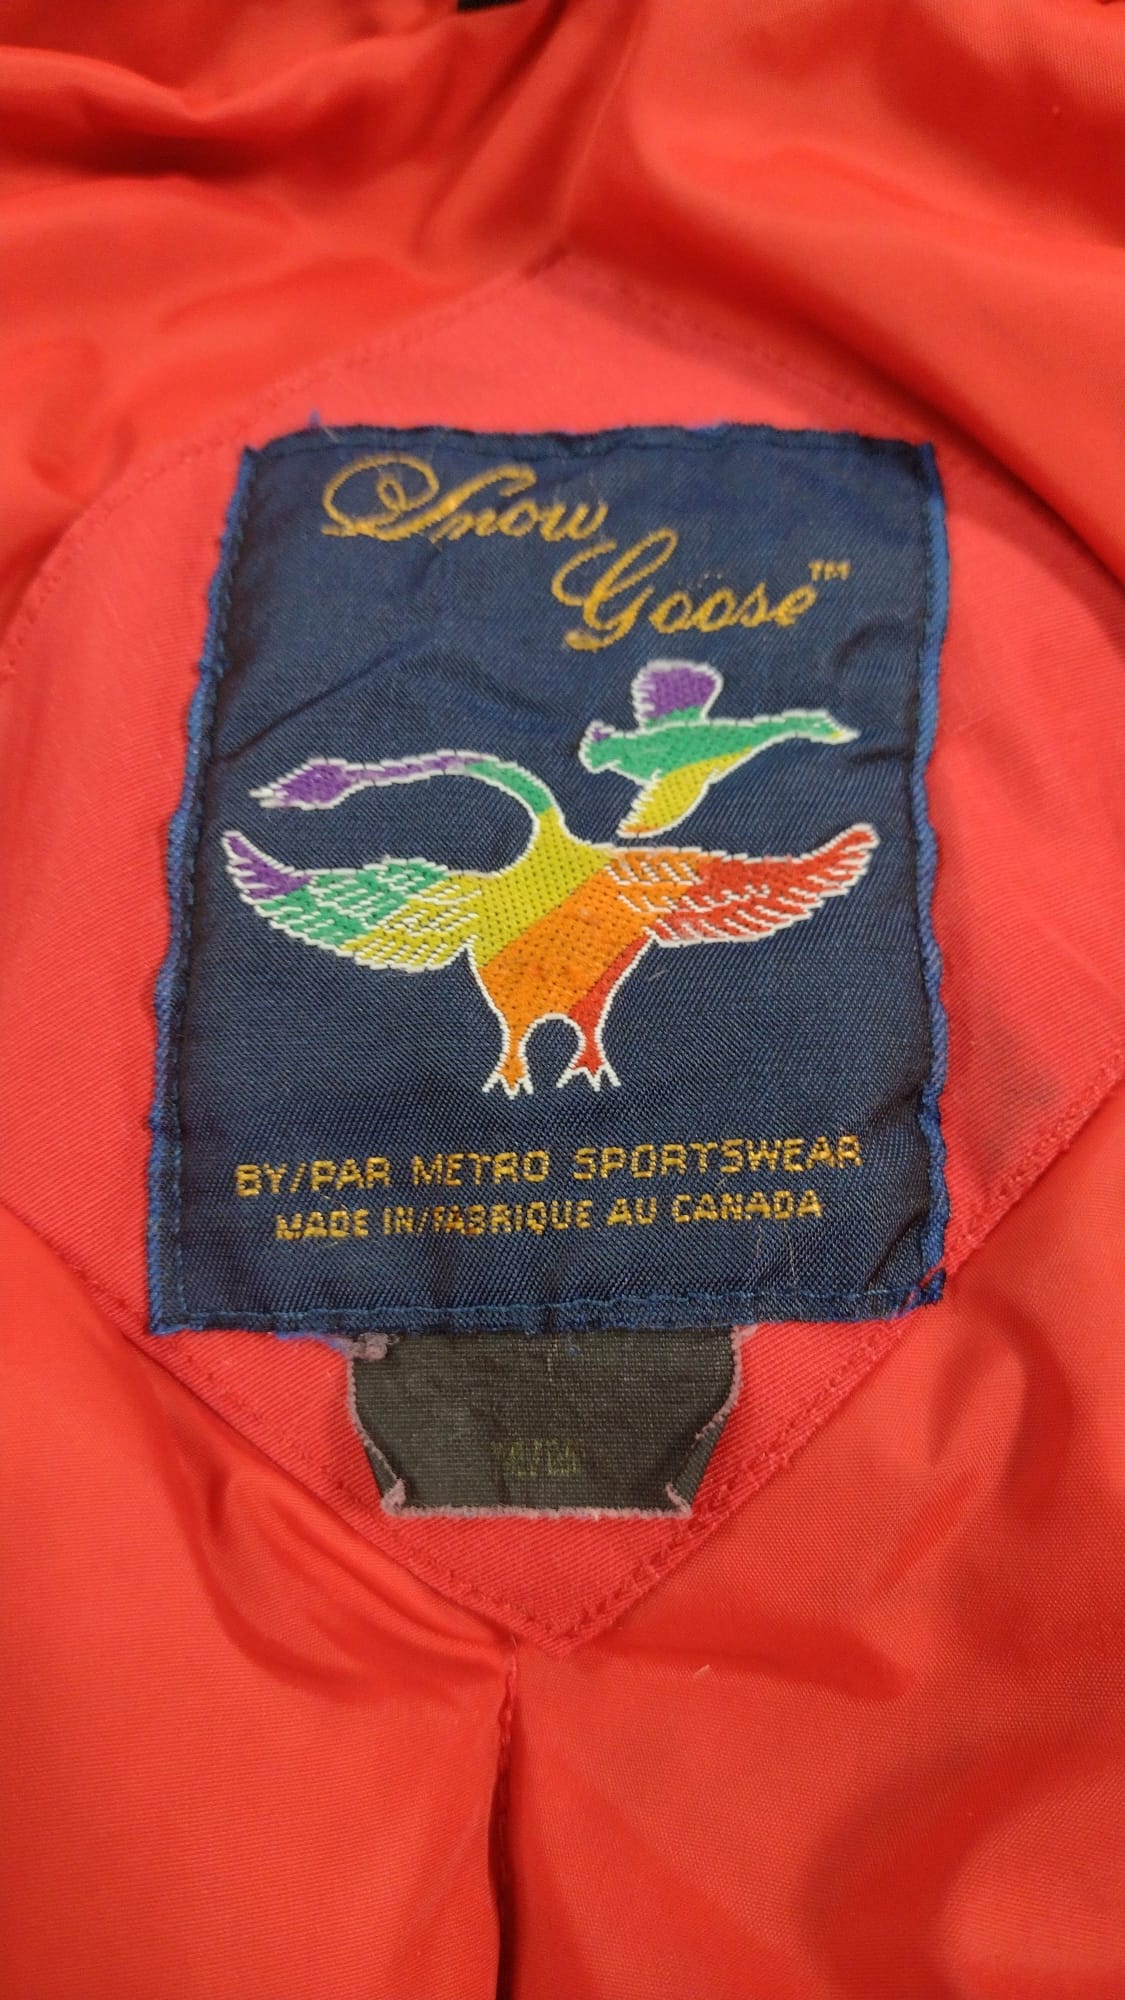 Snow
Goose™
BY/PAR METRO SPORTSWEAR
MADE IN/FABRIQUE AU CANADA